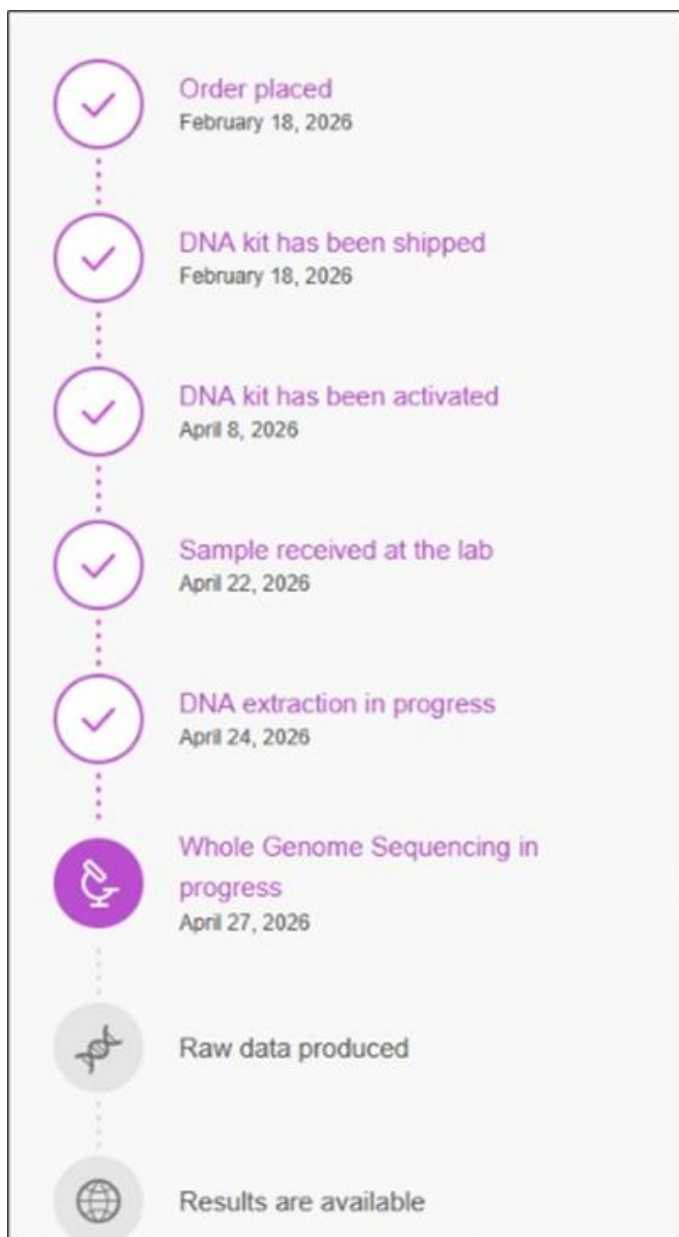 Order placed
February 18, 2026
DNA kit has been shipped
February 18, 2026
DNA kit has been activated
April 8, 2026
Sample received at the lab
April 22, 2026
DNA extraction in progress
April 24, 2026
Whole Genome Sequencing in
progress
April 27, 2026
Raw data produced
Results are available